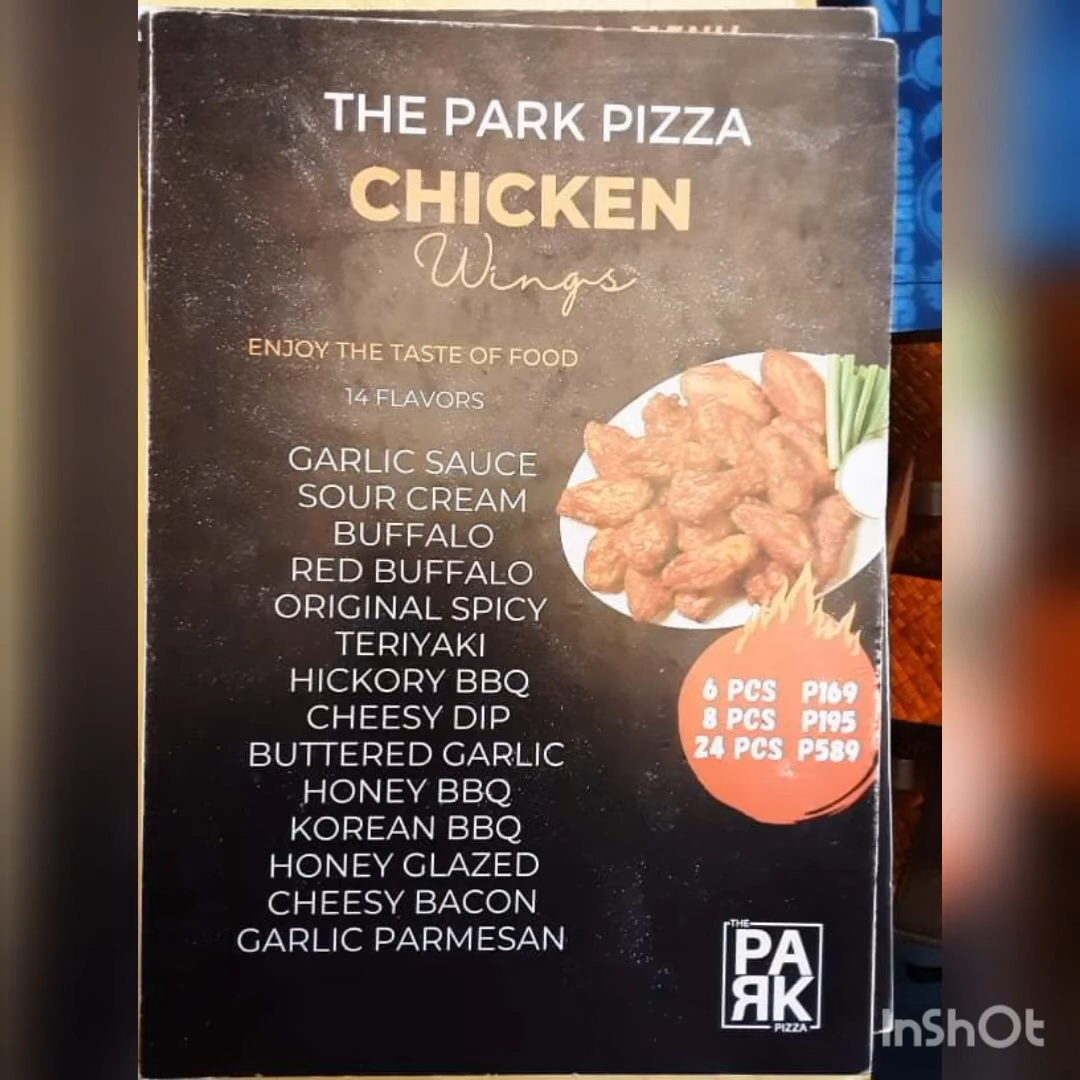 THE PARK PIZZA
CHICKEN
Wings
ENJOY THE TASTE OF FOOD
14 FLAVORS
GARLIC SAUCE
SOUR CREAM
BUFFALO
RED BUFFALO
ORIGINAL SPICY
TERIYAKI
HICKORY BBQ
CHEESY DIP
BUTTERED GARLIC
HONEY BBQ
KOREAN BBQ
HONEY GLAZED
CHEESY BACON
GARLIC PARMESAN
6 PCS P169
8 PCS P195
24 PCS P589
THE
PA
ЯK
PIZZA
InShOt